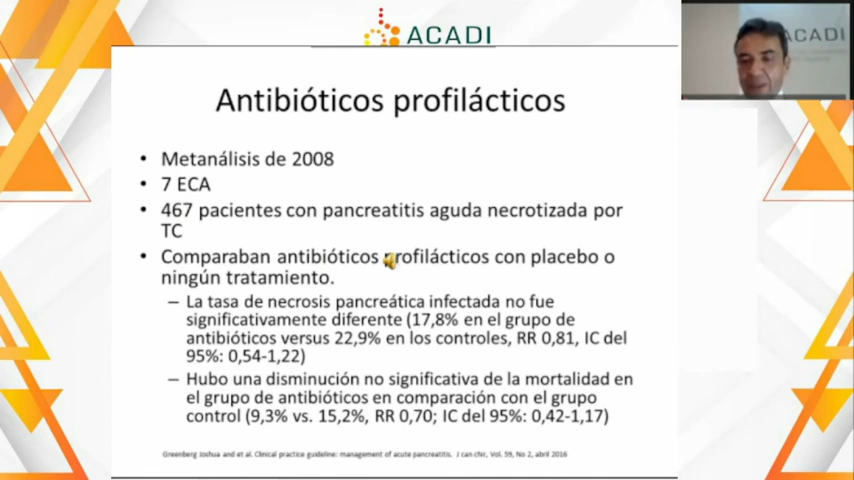 ACADI
ACADI
Antibióticos profilácticos
• Metanálisis de 2008
• 7 ECA
• 467 pacientes con pancreatitis aguda necrotizada por
TC
• Comparaban antibióticos profilácticos con placebo o
ningún tratamiento.
– La tasa de necrosis pancreática infectada no fue
significativamente diferente (17,8% en el grupo de
antibióticos versus 22,9% en los controles, RR 0,81, IC del
95%: 0,54-1,22)
– Hubo una disminución no significativa de la mortalidad en
el grupo de antibióticos en comparación con el grupo
control (9,3% vs. 15,2%, RR 0,70; IC del 95%: 0,42-1,17)
Greenberg Joshua and et al. Clinical practice guideline: management of acute pancreatitis. J can chir, Vol. 59, No 2, abril 2016